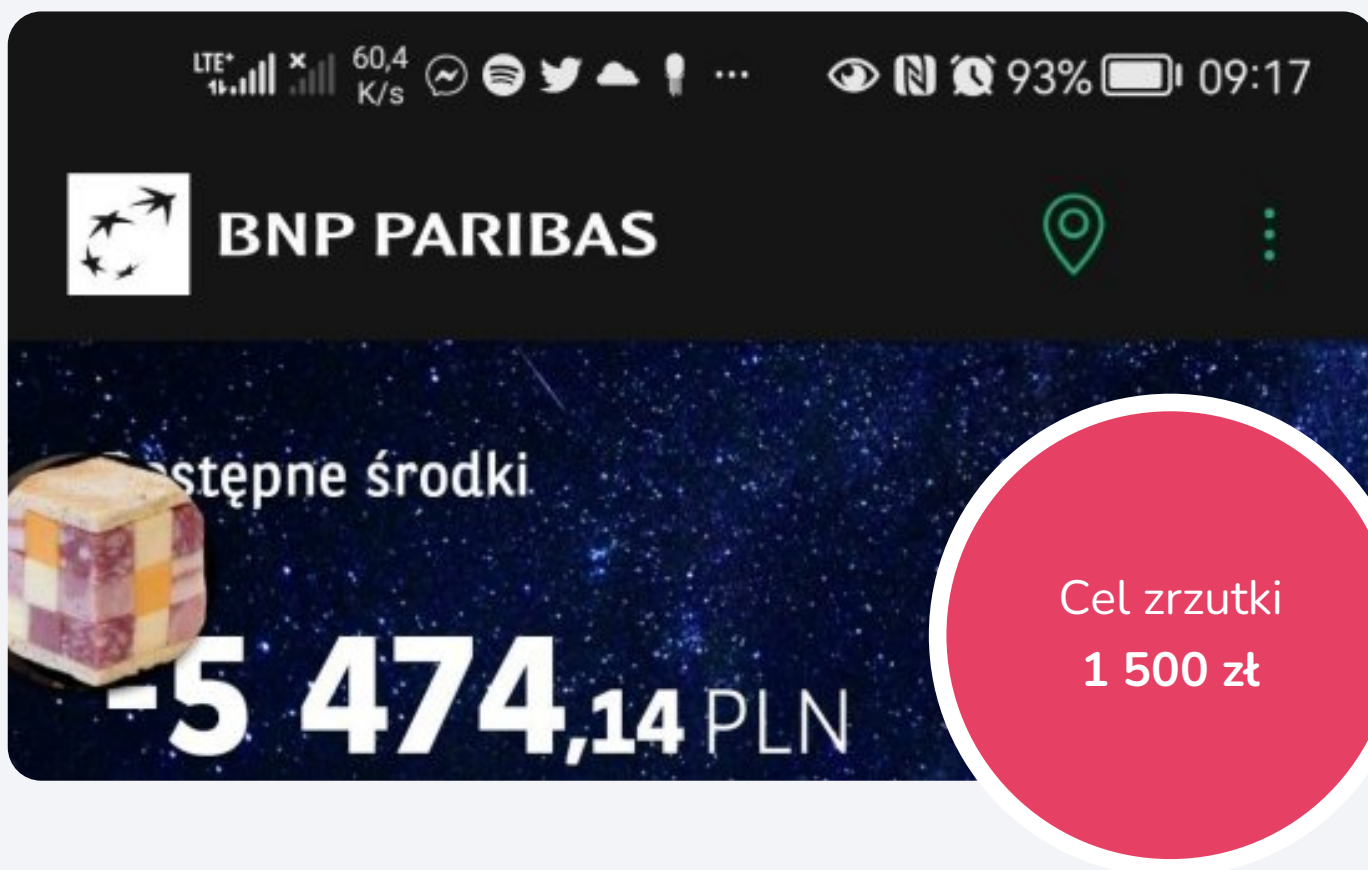 LTE+ 60,4 K/s ... 93% 09:17
BNP PARIBAS
stępne środki
-5 474,14 PLN
Cel zrzutki
1 500 zł